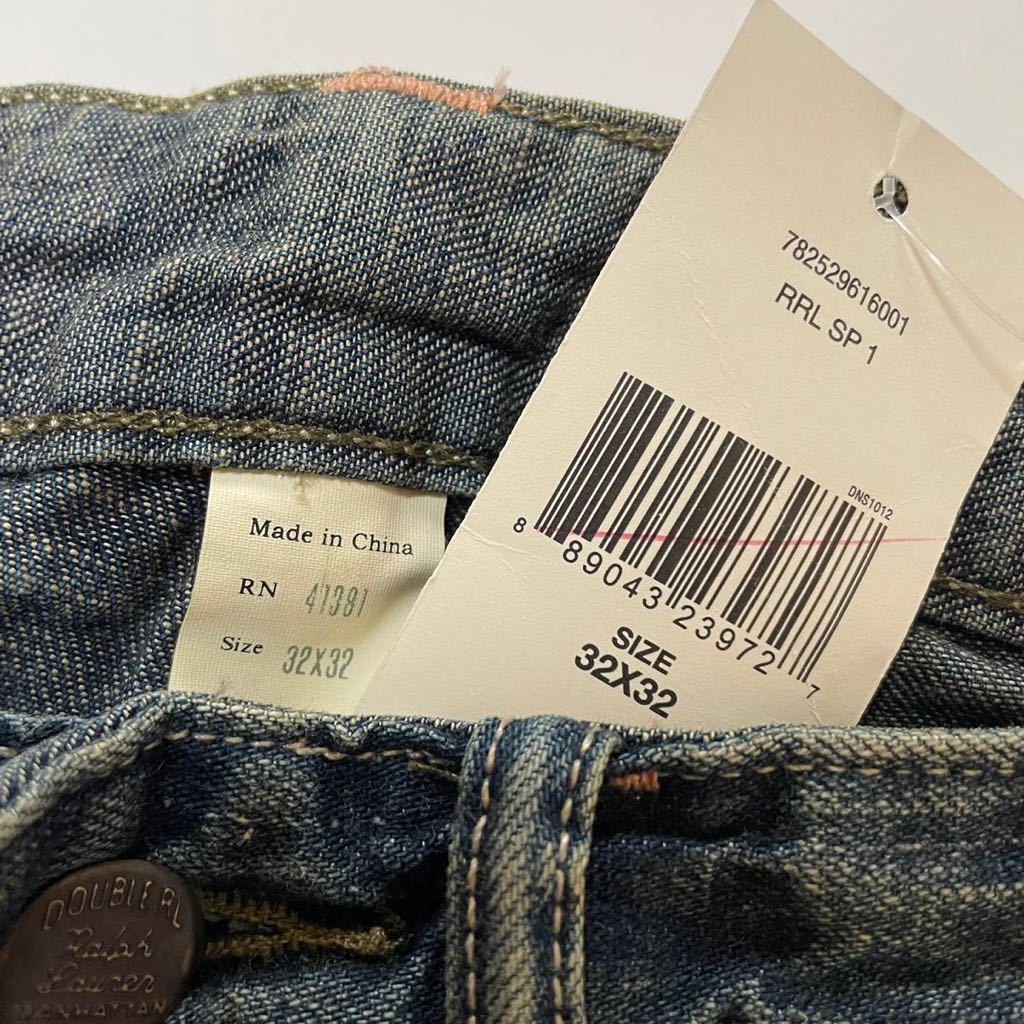 782529616001
RRL SP 1
DNS1012
8 89043 23972 7
SIZE
32X32
Made in China
RN 41381
Size 32X32
DOUBLE RL
Ralph
Lauren
MANHATTAN